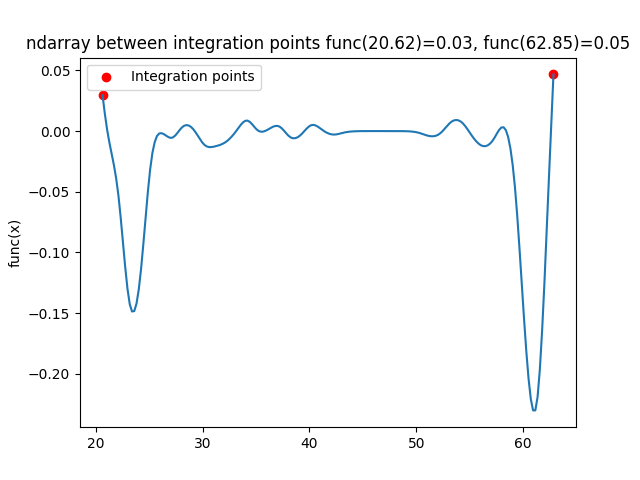 ndarray between integration points func(20.62)=0.03, func(62.85)=0.05
Integration points
func(x)
0.05
0.00
−0.05
−0.10
−0.15
−0.20
20 30 40 50 60